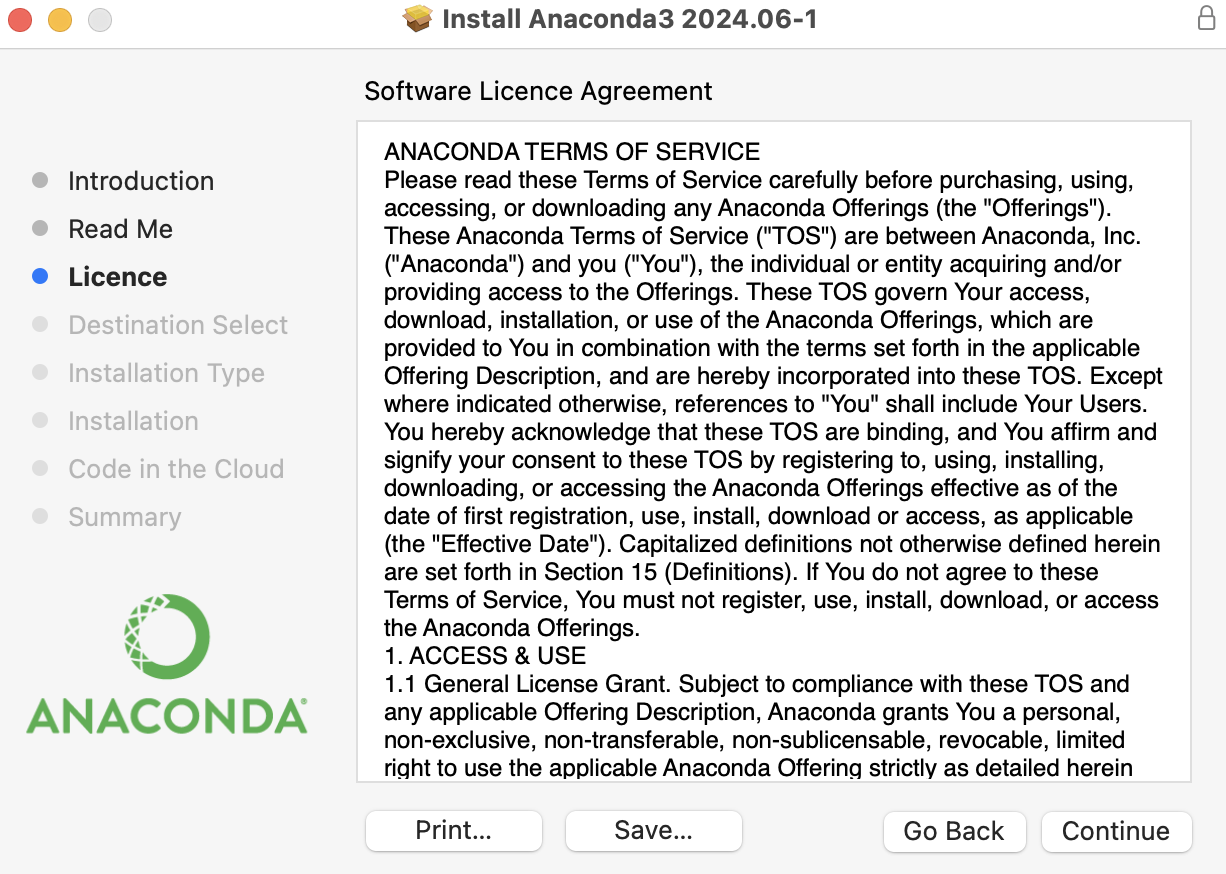 Install Anaconda3 2024.06-1
Software Licence Agreement
Introduction
Read Me
Licence
Destination Select
Installation Type
Installation
Code in the Cloud
Summary
ANACONDA
ANACONDA TERMS OF SERVICE
Please read these Terms of Service carefully before purchasing, using,
accessing, or downloading any Anaconda Offerings (the "Offerings").
These Anaconda Terms of Service ("TOS") are between Anaconda, Inc.
("Anaconda") and you ("You"), the individual or entity acquiring and/or
providing access to the Offerings. These TOS govern Your access,
download, installation, or use of the Anaconda Offerings, which are
provided to You in combination with the terms set forth in the applicable
Offering Description, and are hereby incorporated into these TOS. Except
where indicated otherwise, references to "You" shall include Your Users.
You hereby acknowledge that these TOS are binding, and You affirm and
signify your consent to these TOS by registering to, using, installing,
downloading, or accessing the Anaconda Offerings effective as of the
date of first registration, use, install, download or access, as applicable
(the "Effective Date"). Capitalized definitions not otherwise defined herein
are set forth in Section 15 (Definitions). If You do not agree to these
Terms of Service, You must not register, use, install, download, or access
the Anaconda Offerings.
1. ACCESS & USE
1.1 General License Grant. Subject to compliance with these TOS and
any applicable Offering Description, Anaconda grants You a personal,
non-exclusive, non-transferable, non-sublicensable, revocable, limited
right to use the applicable Anaconda Offering strictly as detailed herein
Print...
Save...
Go Back
Continue